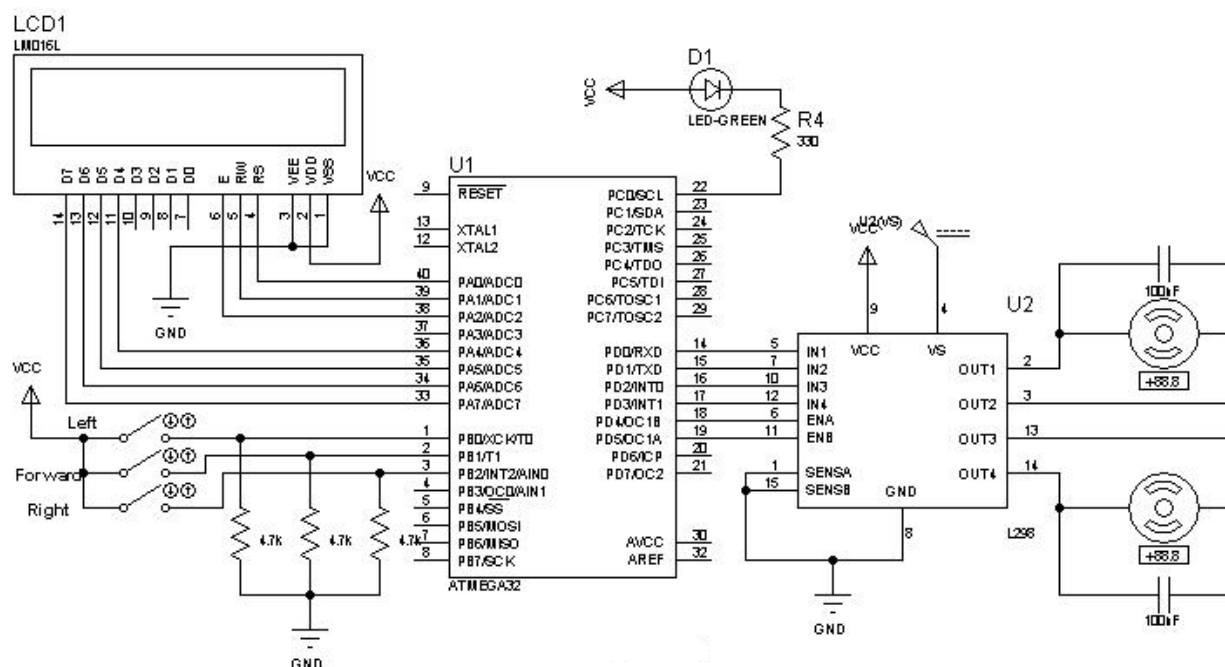 LCD1
LM016L
D7 D6 D5 D4 D3 D2 D1 D0 E RW RS VEE VDD VSS
14 13 12 11 10 9 8 7 6 5 4 3 2 1
VCC
GND
VCC
Left
Forward
Right
4.7k 4.7k 4.7k
GND
U1
9 RESET
13 XTAL1
12 XTAL2
40 PA0/ADC0
39 PA1/ADC1
38 PA2/ADC2
37 PA3/ADC3
36 PA4/ADC4
35 PA5/ADC5
34 PA6/ADC6
33 PA7/ADC7
1 PB0/XCK/T0
2 PB1/T1
3 PB2/INT2/AIN0
4 PB3/OC0/AIN1
5 PB4/SS
6 PB5/MOSI
7 PB6/MISO
8 PB7/SCK
PC0/SCL 22
PC1/SDA 23
PC2/TCK 24
PC3/TMS 25
PC4/TDO 26
PC5/TDI 27
PC6/TOSC1 28
PC7/TOSC2 29
PD0/RXD 14
PD1/TXD 15
PD2/INT0 16
PD3/INT1 17
PD4/OC1B 18
PD5/OC1A 19
PD6/ICP 20
PD7/OC2 21
AVCC 30
AREF 32
ATMEGA32
D1
VCC
LED-GREEN
R4
330
U2(VS)
VCC
9
4
U2
VCC
VS
5 IN1
7 IN2
10 IN3
12 IN4
6 ENA
11 ENB
1 SENSA
15 SENSB
GND
8
OUT1 2
OUT2 3
OUT3 13
OUT4 14
L298
GND
100nF
+88.8
+88.8
100nF